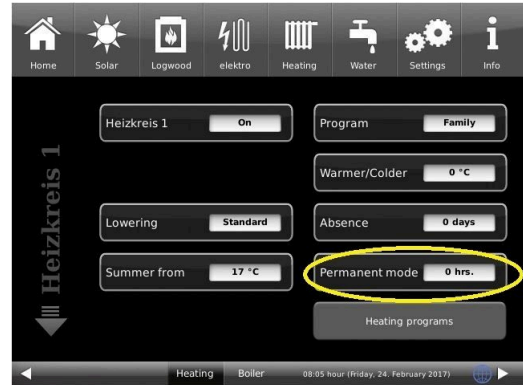 Home Solar Logwood elektro Heating Water Settings Info
Heizkreis 1
Heizkreis 1 On
Program Family
Warmer/Colder 0 °C
Lowering Standard
Absence 0 days
Summer from 17 °C
Permanent mode 0 hrs.
Heating programs
Heating Boiler 08:05 hour (Friday, 24. February 2017)